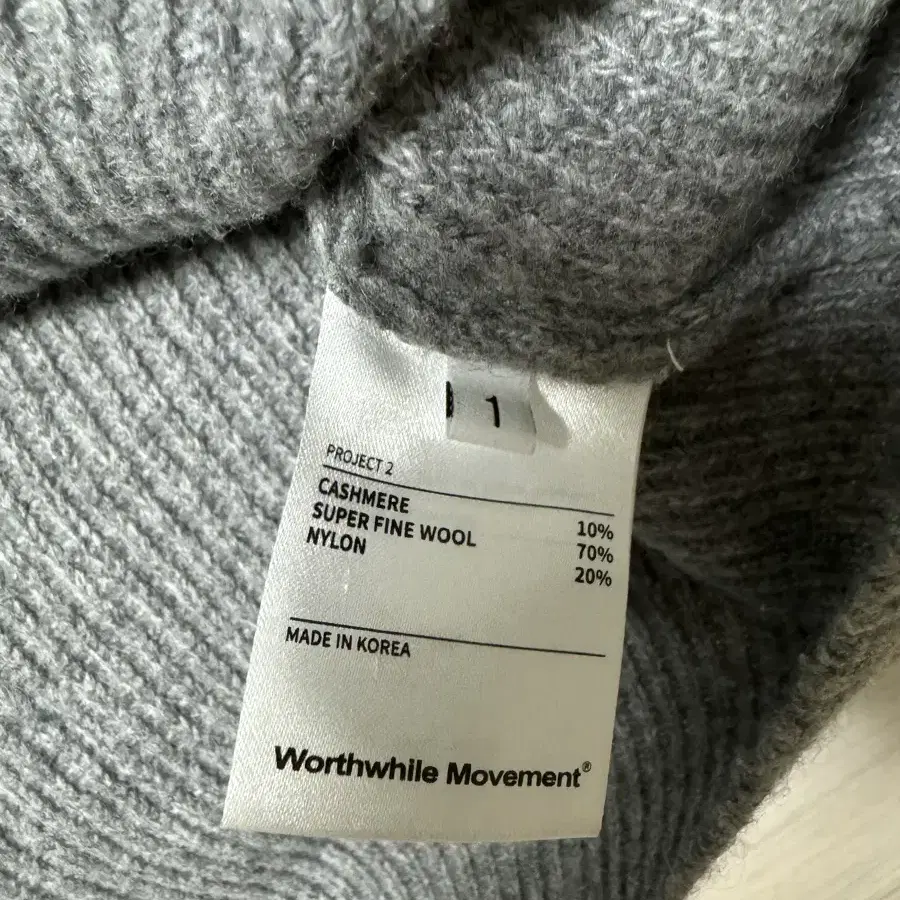 1
PROJECT 2
CASHMERE 10%
SUPER FINE WOOL 70%
NYLON 20%
MADE IN KOREA
Worthwhile Movement®